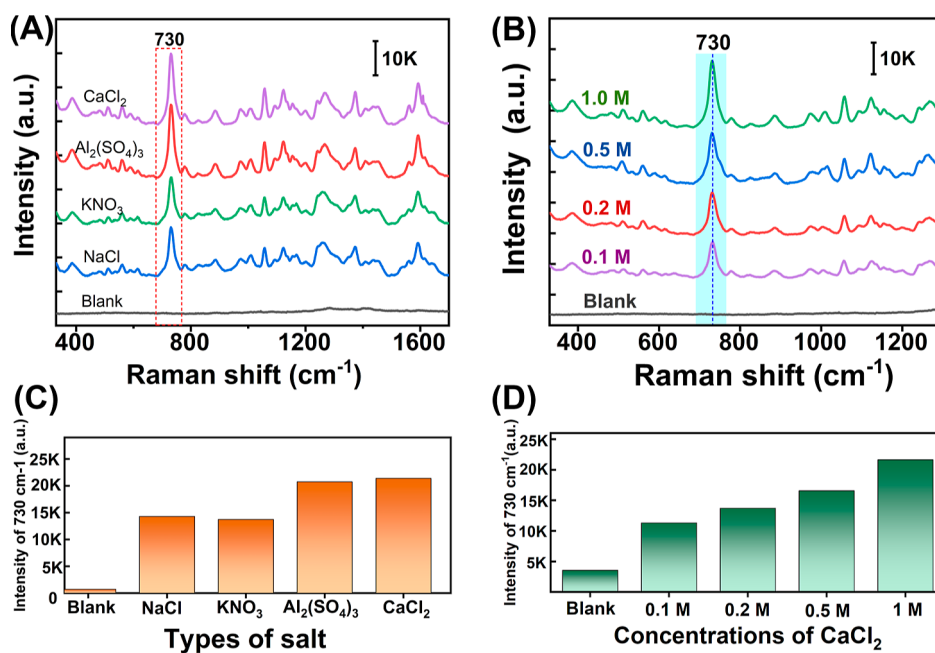 (A)
730
10K
CaCl₂
Al₂(SO₄)₃
KNO₃
NaCl
Blank
Intensity (a.u.)
400 800 1200 1600
Raman shift (cm⁻¹)
(B)
730
10K
1.0 M
0.5 M
0.2 M
0.1 M
Blank
Intensity (a.u.)
400 600 800 1000 1200
Raman shift (cm⁻¹)
(C)
Intensity of 730 cm-1 (a.u.)
25K
20K
15K
10K
5K
0
Blank NaCl KNO₃ Al₂(SO₄)₃ CaCl₂
Types of salt
(D)
Intensity of 730 cm⁻¹(a.u.)
25K
20K
15K
10K
5K
Blank 0.1 M 0.2 M 0.5 M 1 M
Concentrations of CaCl₂